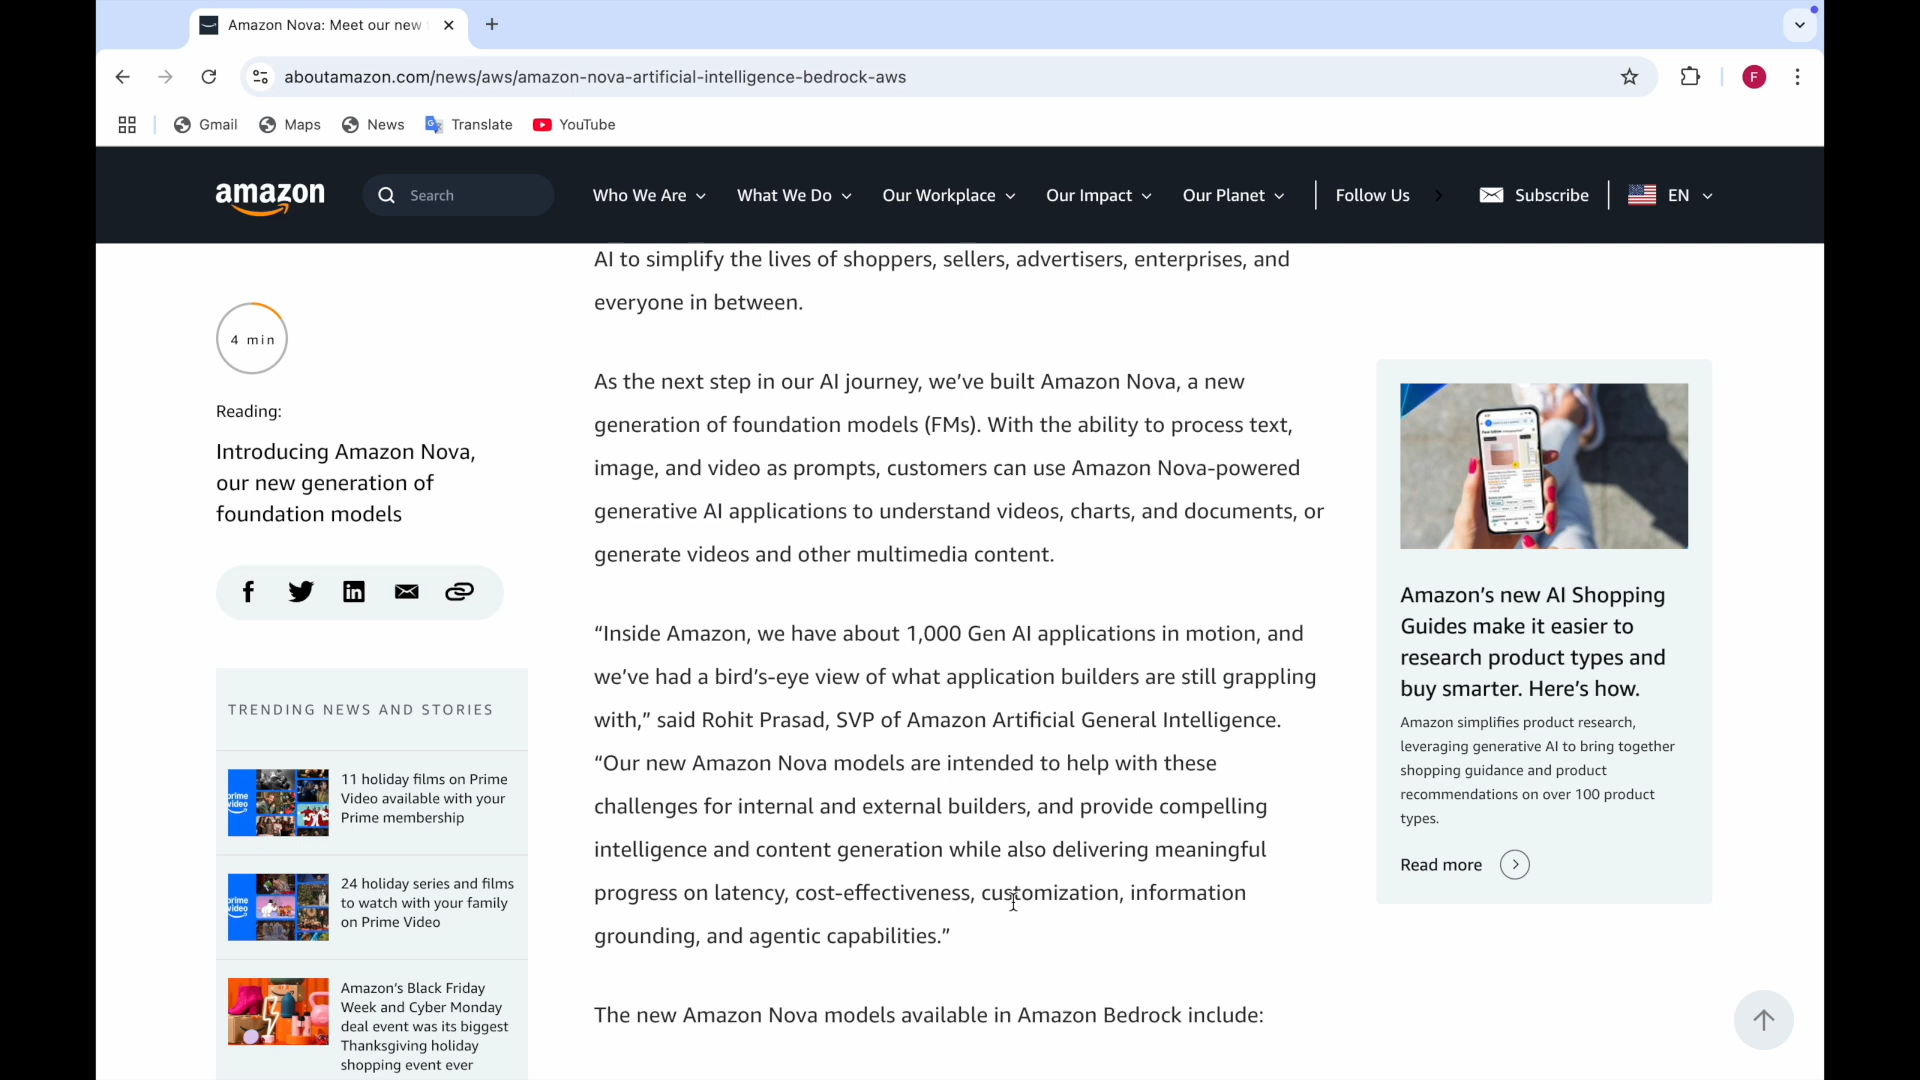 Amazon Nova: Meet our new
aboutamazon.com/news/aws/amazon-nova-artificial-intelligence-bedrock-aws
F
Gmail
Maps
News
Translate
YouTube
amazon
Search
Who We Are
What We Do
Our Workplace
Our Impact
Our Planet
Follow Us
Subscribe
EN
4 min
Reading:
Introducing Amazon Nova,
our new generation of
foundation models
TRENDING NEWS AND STORIES
prime
video
11 holiday films on Prime
Video available with your
Prime membership
prime
video
24 holiday series and films
to watch with your family
on Prime Video
Amazon’s Black Friday
Week and Cyber Monday
deal event was its biggest
Thanksgiving holiday
shopping event ever
AI to simplify the lives of shoppers, sellers, advertisers, enterprises, and
everyone in between.
As the next step in our AI journey, we’ve built Amazon Nova, a new
generation of foundation models (FMs). With the ability to process text,
image, and video as prompts, customers can use Amazon Nova-powered
generative AI applications to understand videos, charts, and documents, or
generate videos and other multimedia content.
“Inside Amazon, we have about 1,000 Gen AI applications in motion, and
we’ve had a bird’s-eye view of what application builders are still grappling
with,” said Rohit Prasad, SVP of Amazon Artificial General Intelligence.
“Our new Amazon Nova models are intended to help with these
challenges for internal and external builders, and provide compelling
intelligence and content generation while also delivering meaningful
progress on latency, cost-effectiveness, customization, information
grounding, and agentic capabilities.”
The new Amazon Nova models available in Amazon Bedrock include:
Amazon’s new AI Shopping
Guides make it easier to
research product types and
buy smarter. Here’s how.
Amazon simplifies product research,
leveraging generative AI to bring together
shopping guidance and product
recommendations on over 100 product
types.
Read more